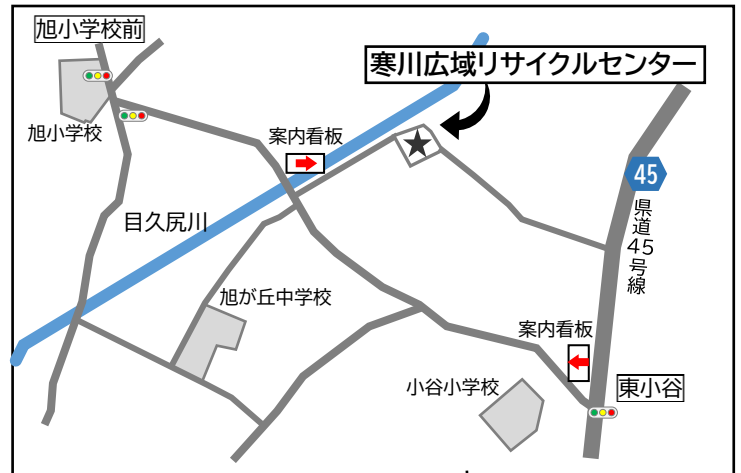 旭小学校前
寒川広域リサイクルセンター
旭小学校
案内看板
45
県道45号線
目久尻川
旭が丘中学校
案内看板
小谷小学校
東小谷